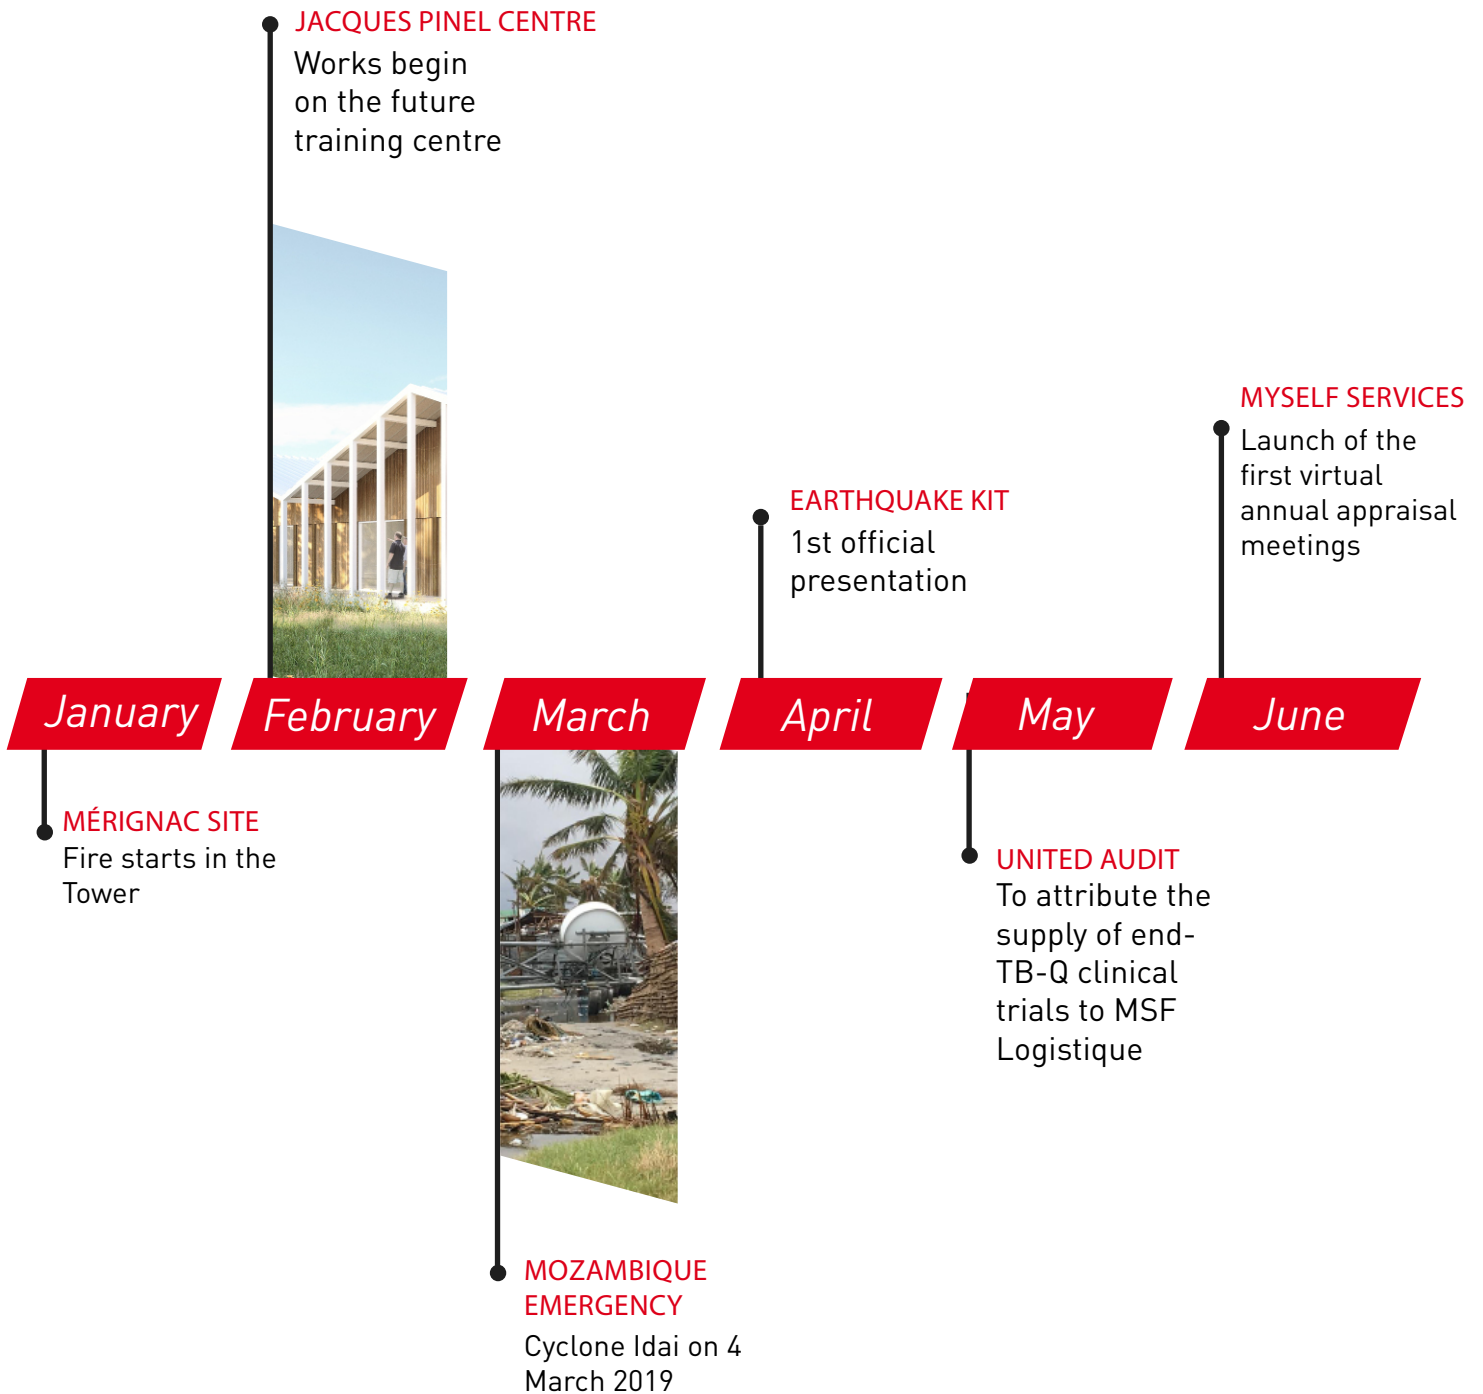 JACQUES PINEL CENTRE
Works begin
on the future
training centre
MYSELF SERVICES
Launch of the
first virtual
annual appraisal
meetings
EARTHQUAKE KIT
1st official
presentation
January
February
March
April
May
June
MÉRIGNAC SITE
Fire starts in the
Tower
UNITED AUDIT
To attribute the
supply of end-
TB-Q clinical
trials to MSF
Logistique
MOZAMBIQUE
EMERGENCY
Cyclone Idai on 4
March 2019